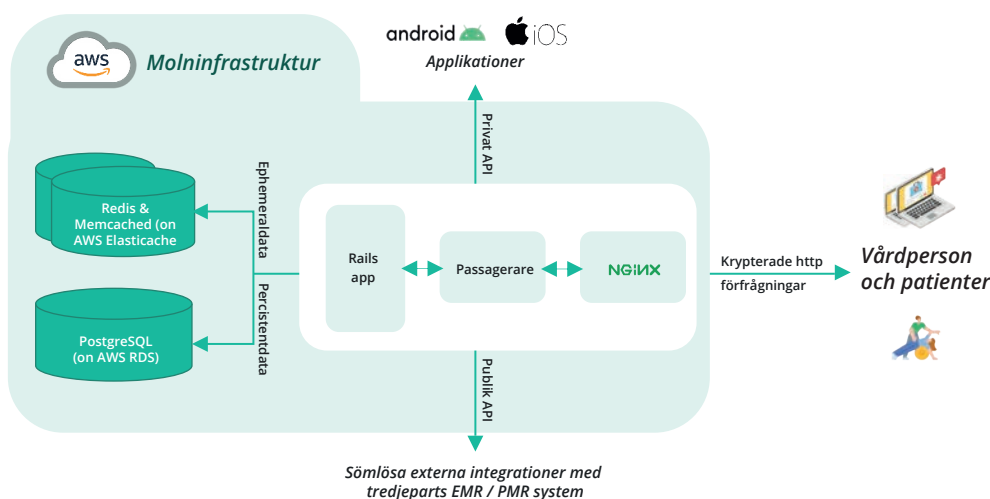 android
iOS
Applikationer
aws
Molninfrastruktur
Privat API
Ephemeraldata
Percistentdata
Redis &
Memcached (on
AWS Elasticache
PostgreSQL
(on AWS RDS)
Rails
app
Passagerare
NGINX
Krypterade http
förfrågningar
Vårdperson
och patienter
Publik API
Sömlösa externa integrationer med
tredjeparts EMR / PMR system